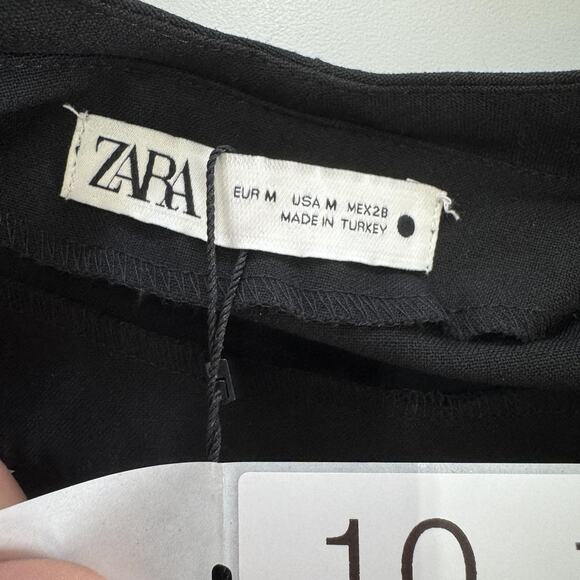 ZARA
EUR M USA M MEX28
MADE IN TURKEY
10